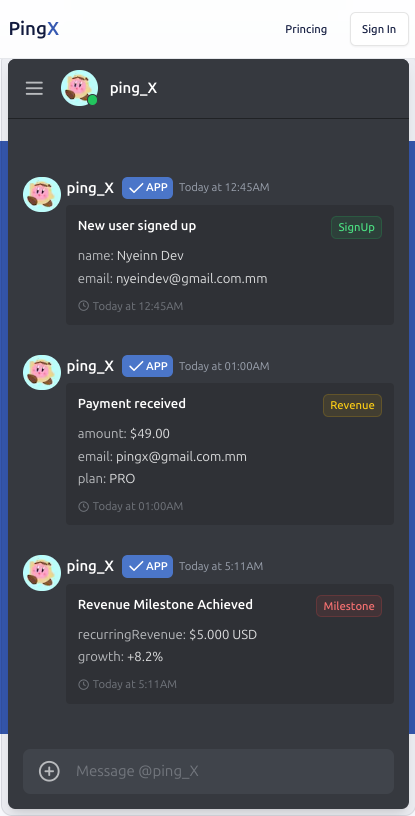 PingX
Princing
Sign In
ping_X
ping_X APP Today at 12:45AM
New user signed up SignUp
name: Nyeinn Dev
email: nyeindev@gmail.com.mm
Today at 12:45AM
ping_X APP Today at 01:00AM
Payment received Revenue
amount: $49.00
email: pingx@gmail.com.mm
plan: PRO
Today at 01:00AM
ping_X APP Today at 5:11AM
Revenue Milestone Achieved Milestone
recurringRevenue: $5.000 USD
growth: +8.2%
Today at 5:11AM
Message @ping_X